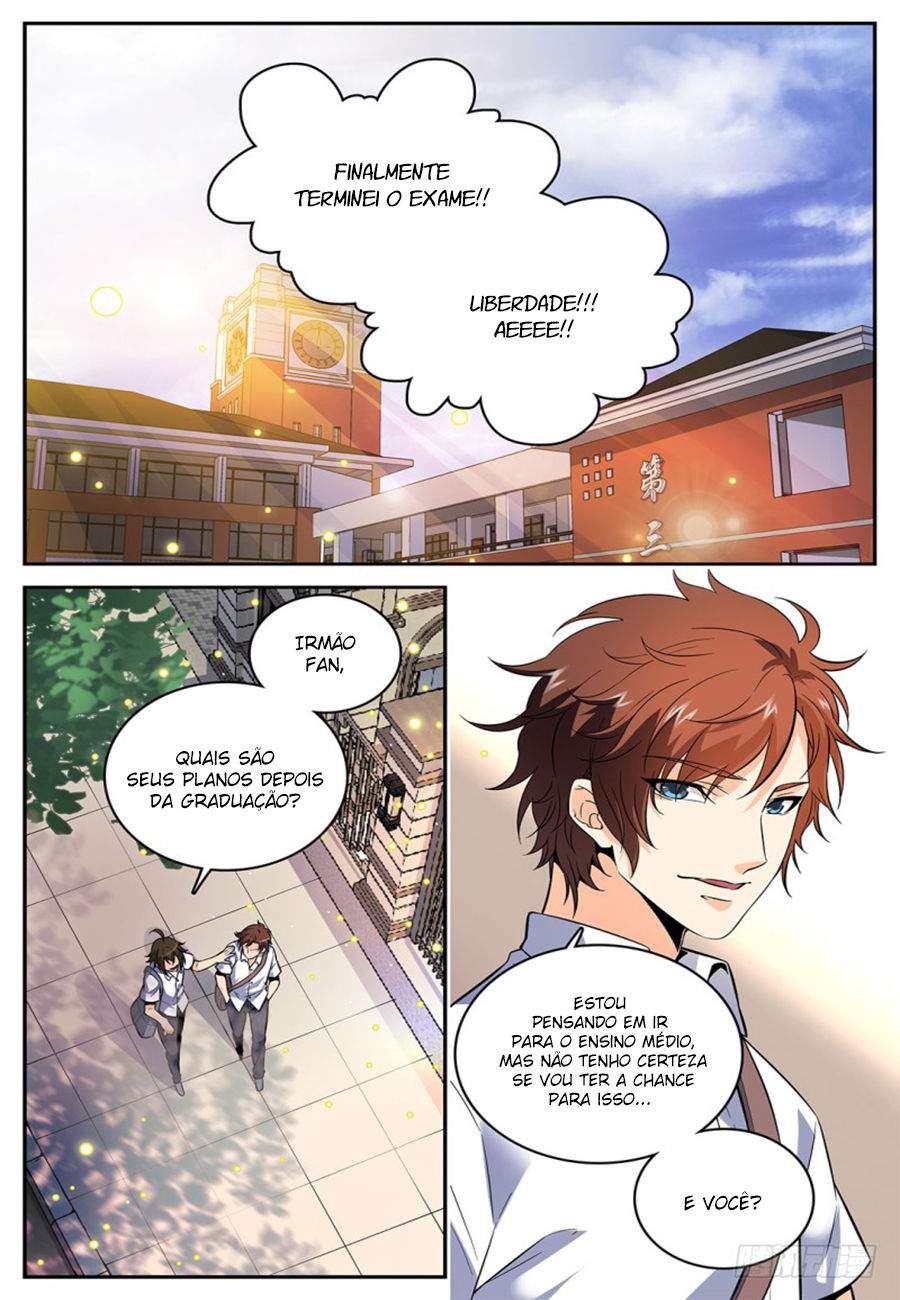 FINALMENTE
TERMINEI O EXAME!!
LIBERDADE!!!
AEEEE!!
第
三
IRMÃO
FAN,
QUAIS SÃO
SEUS PLANOS DEPOIS
DA GRADUAÇÃO?
ESTOU
PENSANDO EM IR
PARA O ENSINO MÉDIO,
MAS NÃO TENHO CERTEZA
SE VOU TER A CHANCE
PARA ISSO...
E VOCÊ?